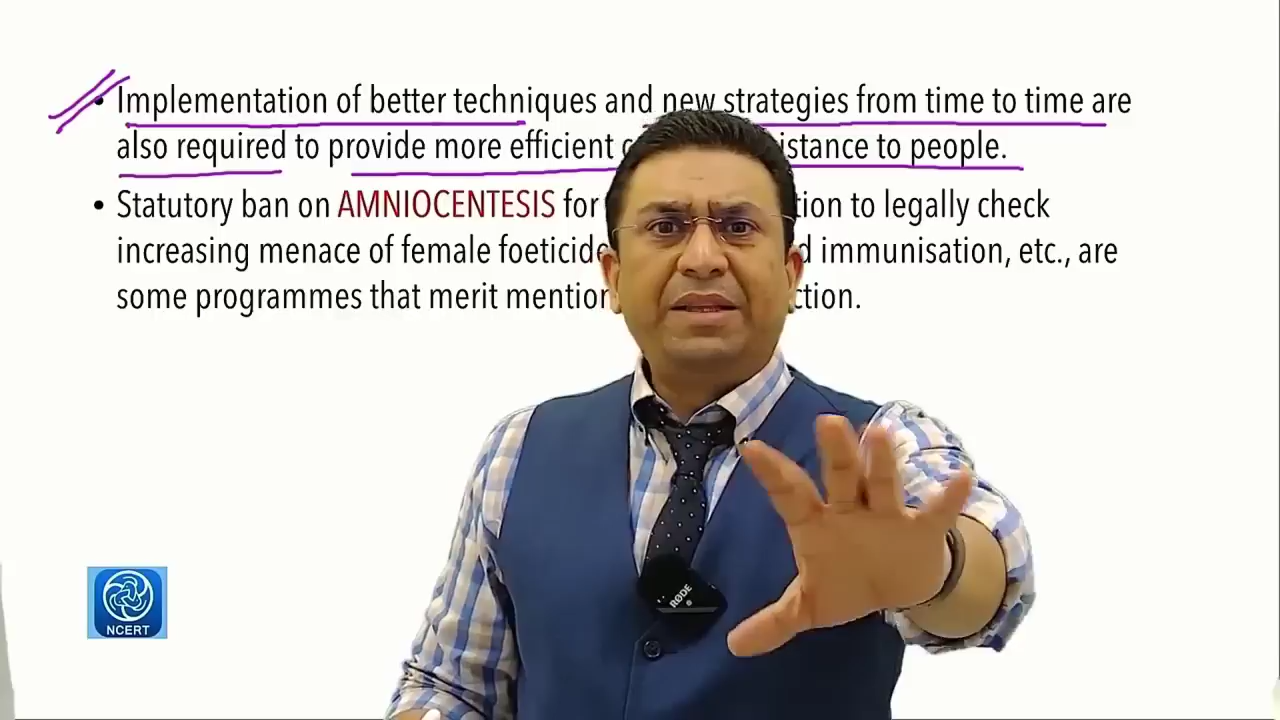 • Implementation of better techniques and new strategies from time to time are
also required to provide more efficient istance to people.
• Statutory ban on AMNIOCENTESIS for tion to legally check
increasing menace of female foeticide d immunisation, etc., are
some programmes that merit mention ction.
RØDE
NCERT